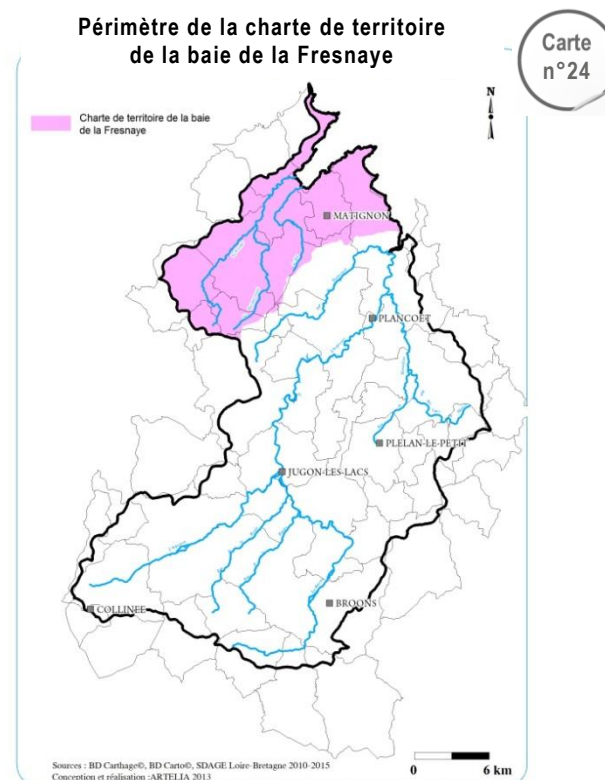 Périmètre de la charte de territoire
de la baie de la Fresnaye
Carte
n°24
Charte de territoire de la baie
de la Fresnaye
N
MATIGNON
PLANCOET
PLELAN-LE-PETIT
JUGON-LES-LACS
COLLINEE
BROONS
Sources : BD Carthage©, BD Carto©, SDAGE Loire-Bretagne 2010-2015
Conception et réalisation :ARTELIA 2013
0 6 km